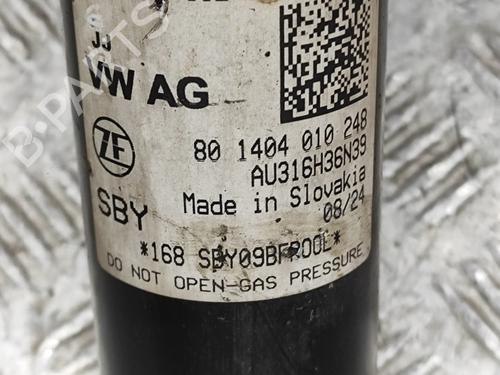 JJ
VW AG
ZF
80 1404 010 248
AU316H36N39
SBY
Made in Slovakia
08/24
*168 SBY09BFR00L*
DO NOT OPEN-GAS PRESSURE
B-PARTS